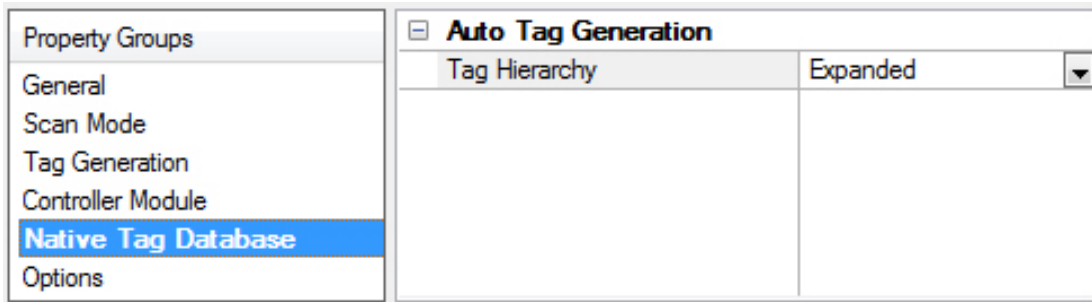 Property Groups
General
Scan Mode
Tag Generation
Controller Module
Native Tag Database
Options
Auto Tag Generation
Tag Hierarchy Expanded